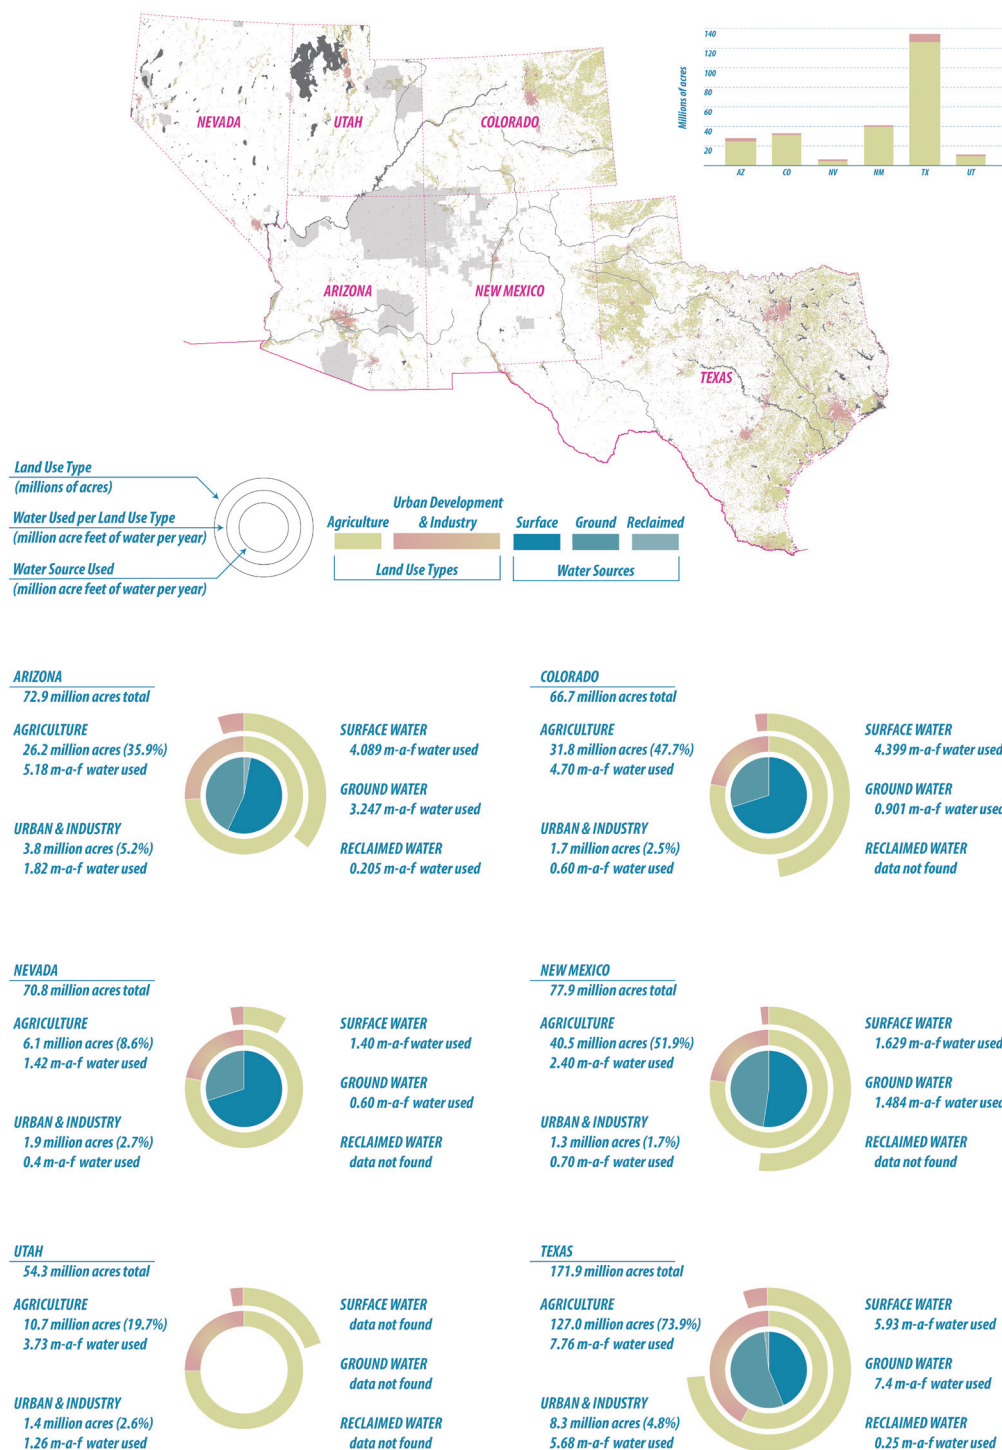 140
120
100
80
60
40
20
Millions of acres
AZ CO NV NM TX UT
NEVADA
UTAH
COLORADO
ARIZONA
NEW MEXICO
TEXAS
Land Use Type
(millions of acres)
Water Used per Land Use Type
(million acre feet of water per year)
Water Source Used
(million acre feet of water per year)
Agriculture
Urban Development
& Industry
Surface
Ground
Reclaimed
Land Use Types
Water Sources
ARIZONA
72.9 million acres total
AGRICULTURE
26.2 million acres (35.9%)
5.18 m-a-f water used
URBAN & INDUSTRY
3.8 million acres (5.2%)
1.82 m-a-f water used
SURFACE WATER
4.089 m-a-f water used
GROUND WATER
3.247 m-a-f water used
RECLAIMED WATER
0.205 m-a-f water used
COLORADO
66.7 million acres total
AGRICULTURE
31.8 million acres (47.7%)
4.70 m-a-f water used
URBAN & INDUSTRY
1.7 million acres (2.5%)
0.60 m-a-f water used
SURFACE WATER
4.399 m-a-f water used
GROUND WATER
0.901 m-a-f water used
RECLAIMED WATER
data not found
NEVADA
70.8 million acres total
AGRICULTURE
6.1 million acres (8.6%)
1.42 m-a-f water used
URBAN & INDUSTRY
1.9 million acres (2.7%)
0.4 m-a-f water used
SURFACE WATER
1.40 m-a-f water used
GROUND WATER
0.60 m-a-f water used
RECLAIMED WATER
data not found
NEW MEXICO
77.9 million acres total
AGRICULTURE
40.5 million acres (51.9%)
2.40 m-a-f water used
URBAN & INDUSTRY
1.3 million acres (1.7%)
0.70 m-a-f water used
SURFACE WATER
1.629 m-a-f water used
GROUND WATER
1.484 m-a-f water used
RECLAIMED WATER
data not found
UTAH
54.3 million acres total
AGRICULTURE
10.7 million acres (19.7%)
3.73 m-a-f water used
URBAN & INDUSTRY
1.4 million acres (2.6%)
1.26 m-a-f water used
SURFACE WATER
data not found
GROUND WATER
data not found
RECLAIMED WATER
data not found
TEXAS
171.9 million acres total
AGRICULTURE
127.0 million acres (73.9%)
7.76 m-a-f water used
URBAN & INDUSTRY
8.3 million acres (4.8%)
5.68 m-a-f water used
SURFACE WATER
5.93 m-a-f water used
GROUND WATER
7.4 m-a-f water used
RECLAIMED WATER
0.25 m-a-f water used